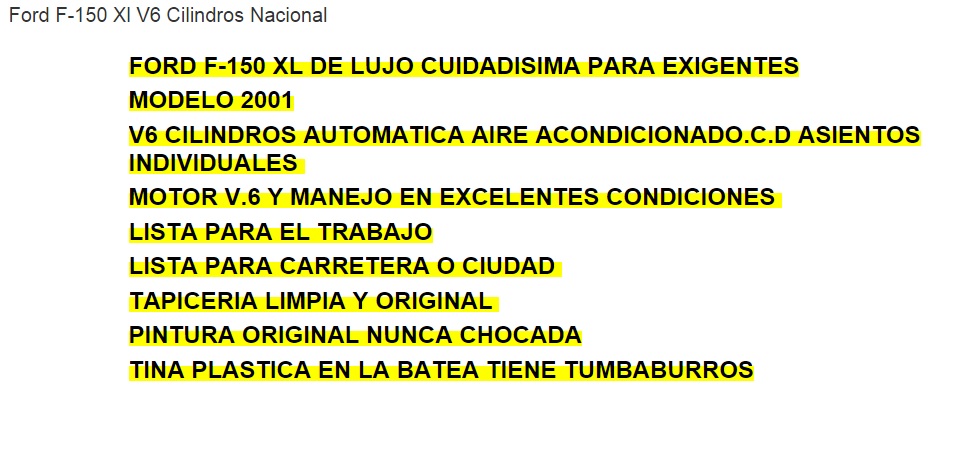 Ford F-150 Xl V6 Cilindros Nacional
FORD F-150 XL DE LUJO CUIDADISIMA PARA EXIGENTES
MODELO 2001
V6 CILINDROS AUTOMATICA AIRE ACONDICIONADO.C.D ASIENTOS
INDIVIDUALES
MOTOR V.6 Y MANEJO EN EXCELENTES CONDICIONES
LISTA PARA EL TRABAJO
LISTA PARA CARRETERA O CIUDAD
TAPICERIA LIMPIA Y ORIGINAL
PINTURA ORIGINAL NUNCA CHOCADA
TINA PLASTICA EN LA BATEA TIENE TUMBABURROS